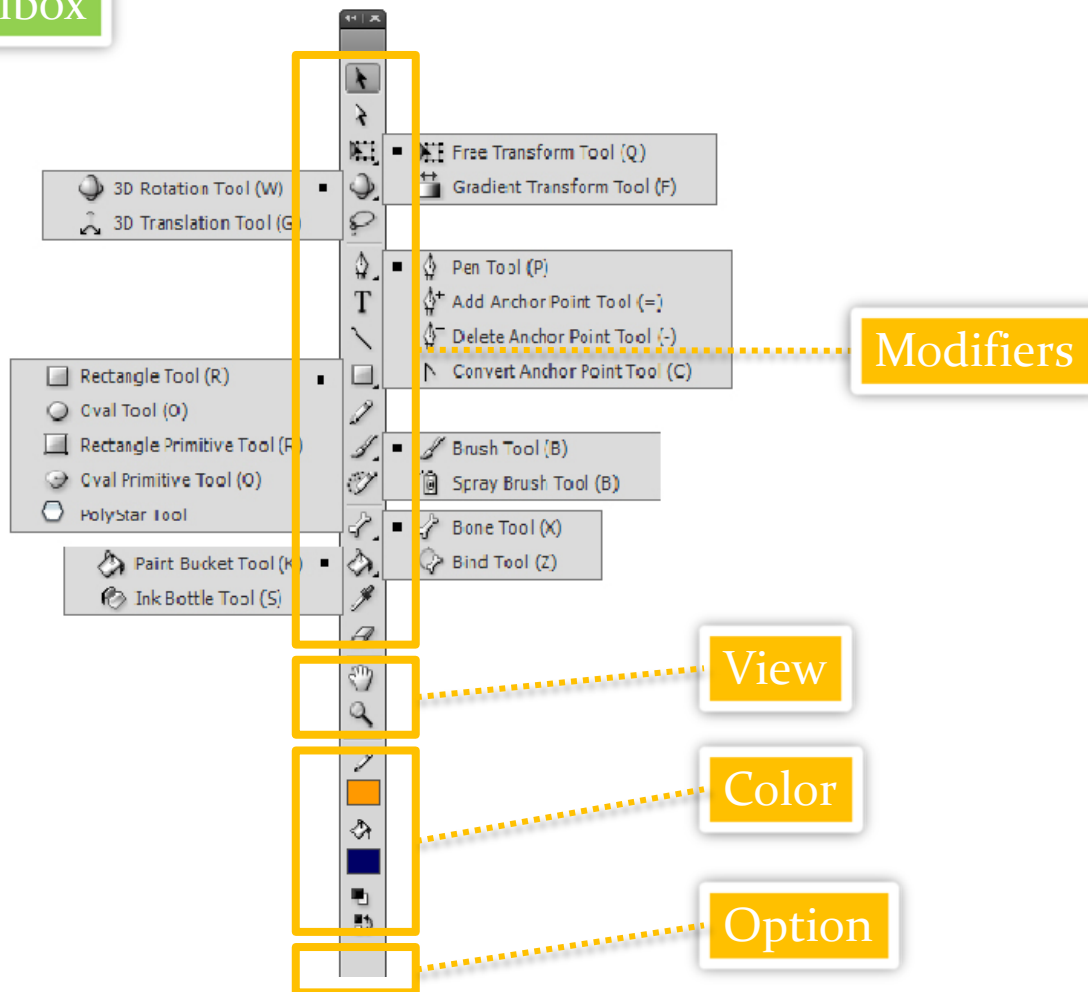 Free Transform Tool (Q)
Gradient Transform Tool (F)
3D Rotation Tool (W)
3D Translation Tool (G)
T
Pen Tool (P)
Add Anchor Point Tool (=)
Delete Anchor Point Tool (-)
Convert Anchor Point Tool (C)
Modifiers
Rectangle Tool (R)
Oval Tool (O)
Rectangle Primitive Tool (R)
Oval Primitive Tool (O)
PolyStar Tool
Brush Tool (B)
Spray Brush Tool (B)
Bone Tool (X)
Bind Tool (Z)
Paint Bucket Tool (K)
Ink Bottle Tool (S)
View
Color
Option